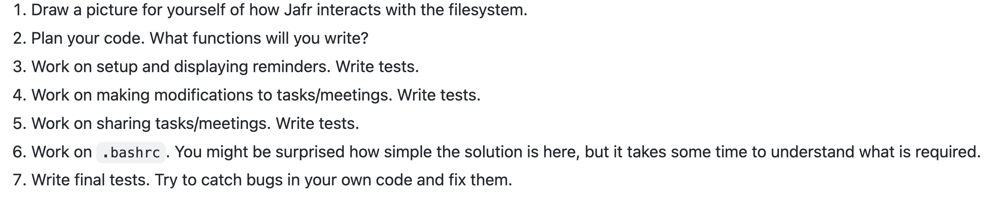 1. Draw a picture for yourself of how Jafr interacts with the filesystem.
2. Plan your code. What functions will you write?
3. Work on setup and displaying reminders. Write tests.
4. Work on making modifications to tasks/meetings. Write tests.
5. Work on sharing tasks/meetings. Write tests.
6. Work on .bashrc. You might be surprised how simple the solution is here, but it takes some time to understand what is required.
7. Write final tests. Try to catch bugs in your own code and fix them.